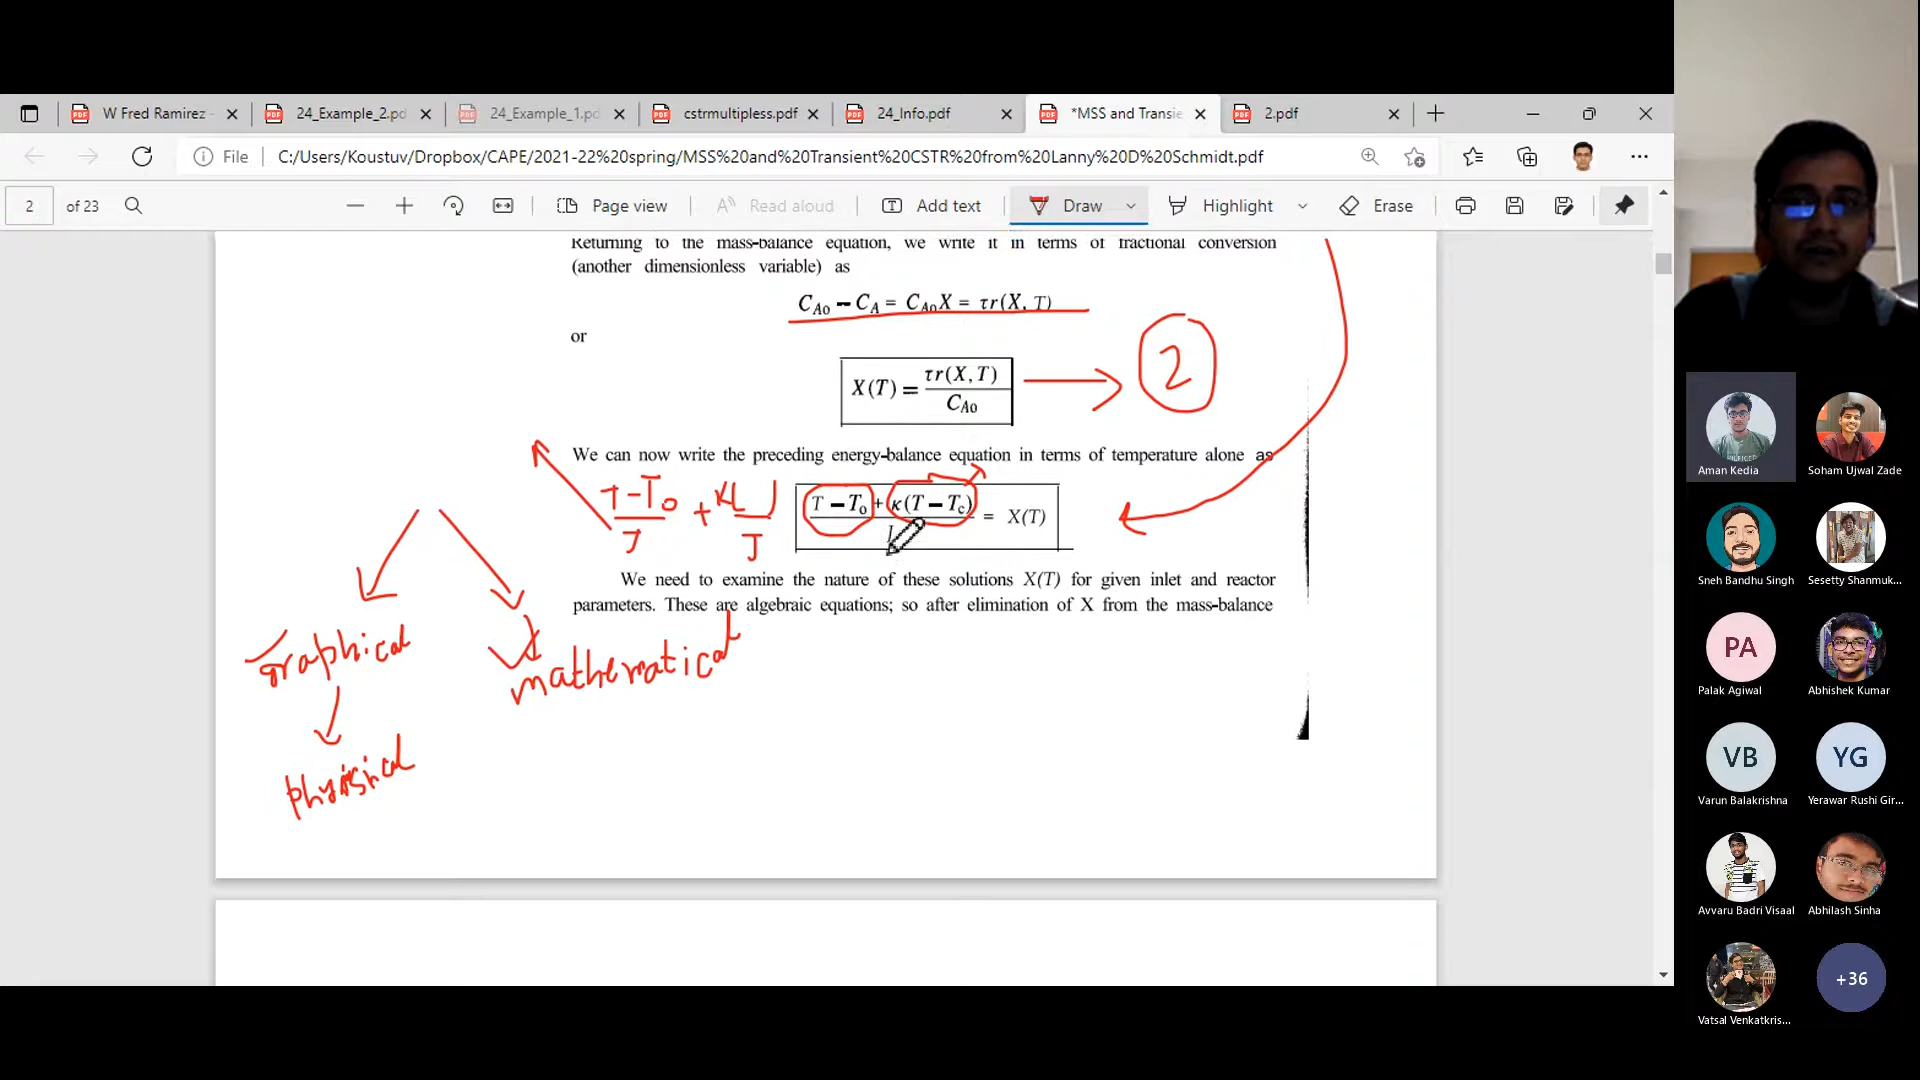 W Fred Ramirez -
24_Example_2.pd
24_Example_1.pd
cstrmultipless.pdf
24_Info.pdf
*MSS and Transie
2.pdf
File
C:/Users/Koustuv/Dropbox/CAPE/2021-22%20spring/MSS%20and%20Transient%20CSTR%20from%20Lanny%20D%20Schmidt.pdf
2 of 23
Page view
Read aloud
Add text
Draw
Highlight
Erase
Returning to the mass-balance equation, we write it in terms of fractional conversion
(another dimensionless variable) as
C_{A0} − C_A = C_{A0}X = τr(X, T)
or
X(T) = τr(X, T) / C_{A0}
2
We can now write the preceding energy-balance equation in terms of temperature alone as
T-T_0 / J + K( ) / J
T − T_0 + κ(T − T_c) / J = X(T)
We need to examine the nature of these solutions X(T) for given inlet and reactor
parameters. These are algebraic equations; so after elimination of X from the mass-balance
Graphical
mathematical
physical
Aman Kedia
Soham Ujwal Zade
Sneh Bandhu Singh
Sesetty Shanmuk...
PA
Palak Agiwal
Abhishek Kumar
VB
Varun Balakrishna
YG
Yerawar Rushi Gir...
Avvaru Badri Visaal
Abhilash Sinha
Vatsal Venkatkris...
+36